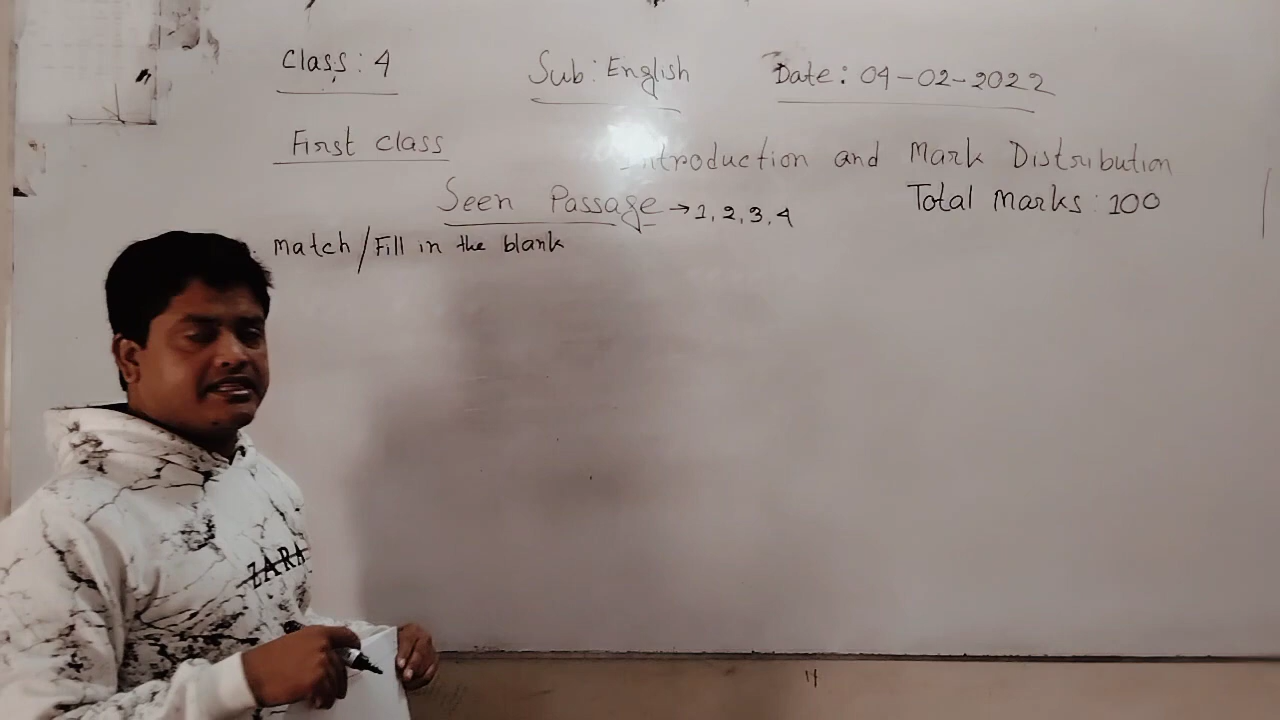 Class: 4 Sub: English Date: 04-02-2022
First class Introduction and Mark Distribution
Seen Passage → 1, 2, 3, 4 Total Marks: 100
match/Fill in the blank
ZARA